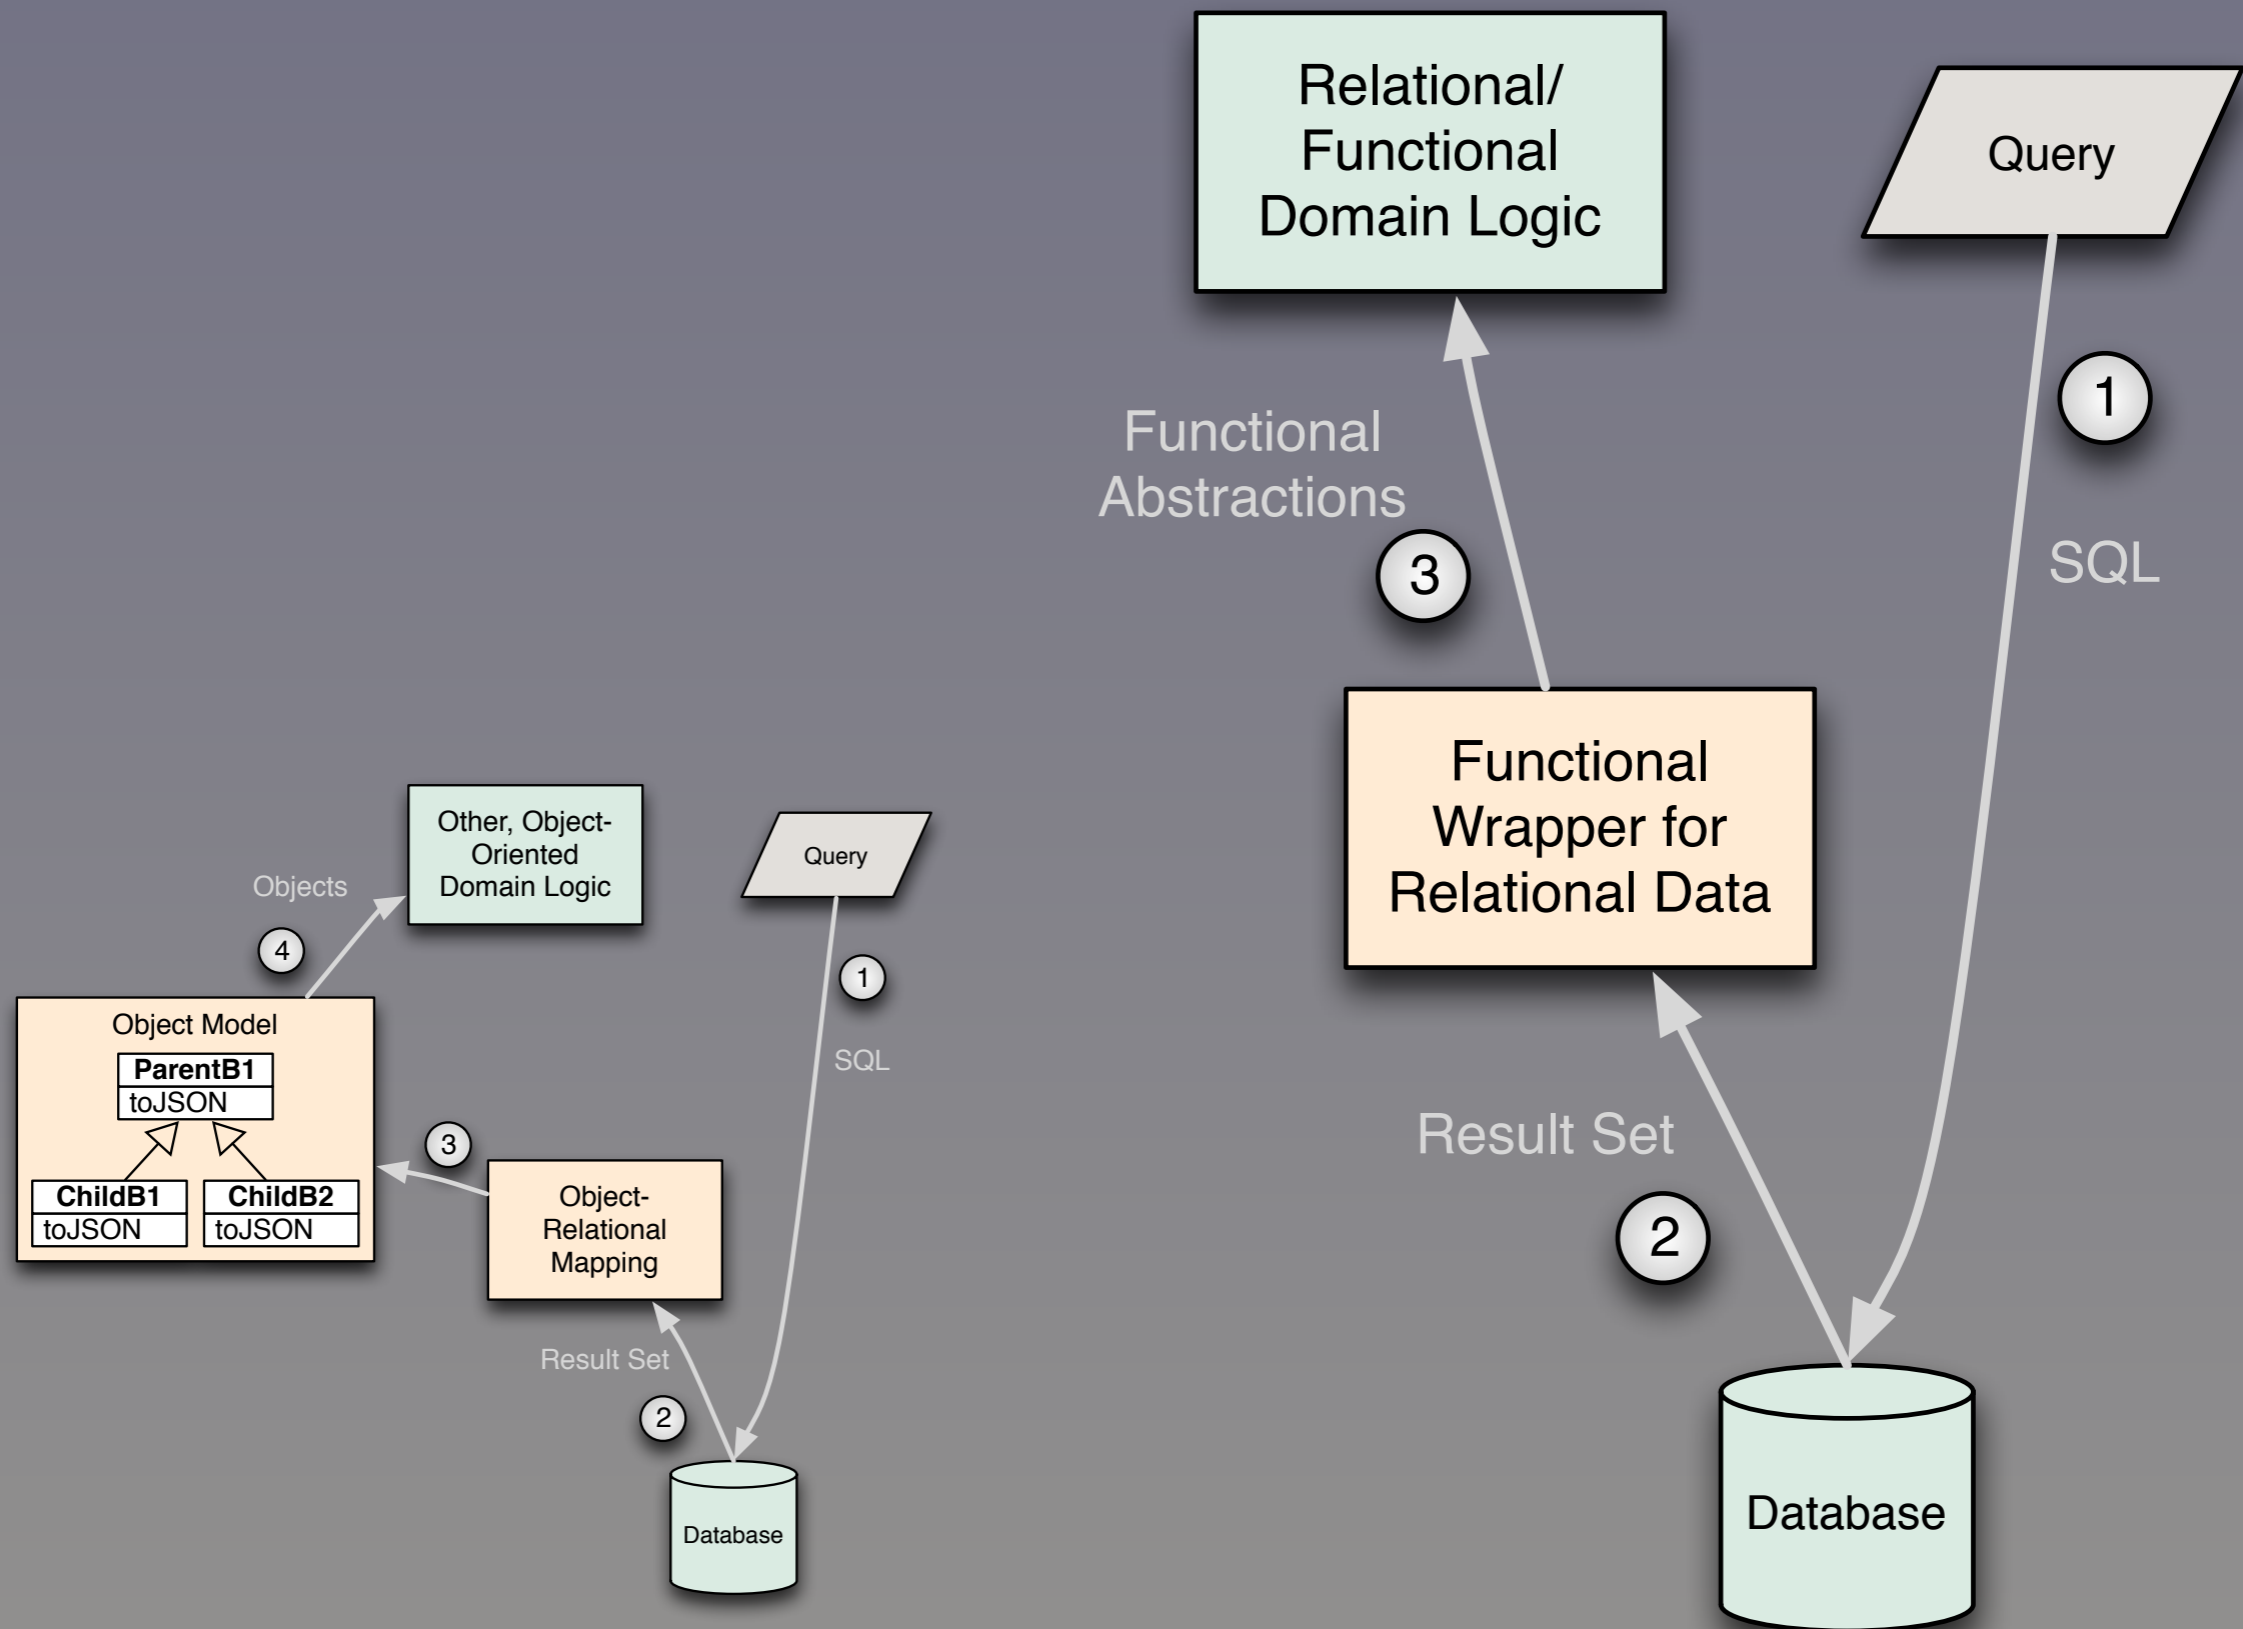 Relational/
Functional
Domain Logic
Query
1
Functional
Abstractions
3
SQL
Functional
Wrapper for
Relational Data
Result Set
2
Database
Other, Object-
Oriented
Domain Logic
Query
Objects
4
1
Object Model
ParentB1
toJSON
SQL
3
ChildB1
toJSON
ChildB2
toJSON
Object-
Relational
Mapping
Result Set
2
Database